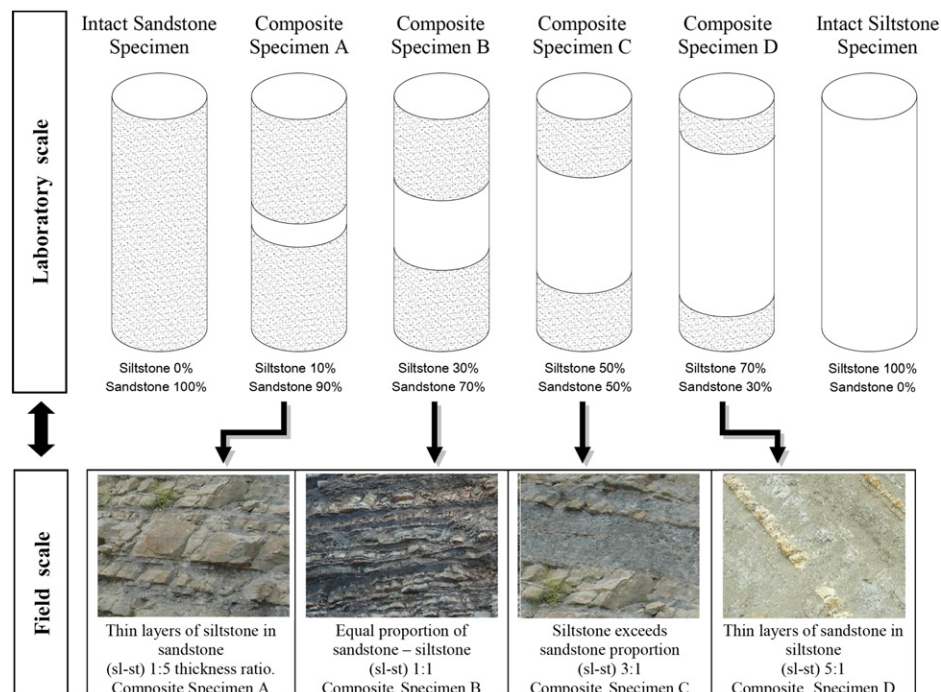 Intact Sandstone
Specimen
Composite
Specimen A
Composite
Specimen B
Composite
Specimen C
Composite
Specimen D
Intact Siltstone
Specimen
Laboratory scale
Siltstone 0%
Sandstone 100%
Siltstone 10%
Sandstone 90%
Siltstone 30%
Sandstone 70%
Siltstone 50%
Sandstone 50%
Siltstone 70%
Sandstone 30%
Siltstone 100%
Sandstone 0%
Field scale
Thin layers of siltstone in
sandstone
(sl-st) 1:5 thickness ratio.
Composite Specimen A
Equal proportion of
sandstone – siltstone
(sl-st) 1:1
Composite Specimen B
Siltstone exceeds
sandstone proportion
(sl-st) 3:1
Composite Specimen C
Thin layers of sandstone in
siltstone
(sl-st) 5:1
Composite Specimen D